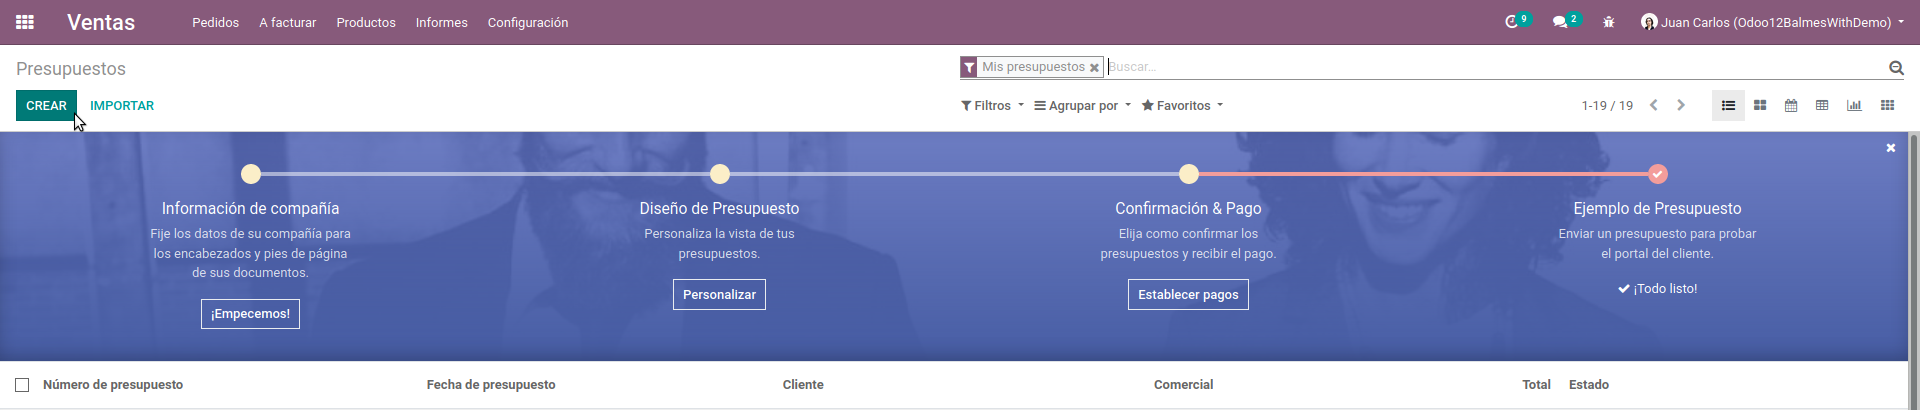 Ventas Pedidos A facturar Productos Informes Configuración 9 2 Juan Carlos (Odoo12BalmesWithDemo)
Presupuestos Mis presupuestos Buscar...
CREAR IMPORTAR Filtros Agrupar por Favoritos 1-19 / 19
Información de compañía
Fije los datos de su compañía para
los encabezados y pies de página
de sus documentos.
¡Empecemos!
Diseño de Presupuesto
Personaliza la vista de tus
presupuestos.
Personalizar
Confirmación & Pago
Elija como confirmar los
presupuestos y recibir el pago.
Establecer pagos
Ejemplo de Presupuesto
Enviar un presupuesto para probar
el portal del cliente.
¡Todo listo!
Número de presupuesto Fecha de presupuesto Cliente Comercial Total Estado